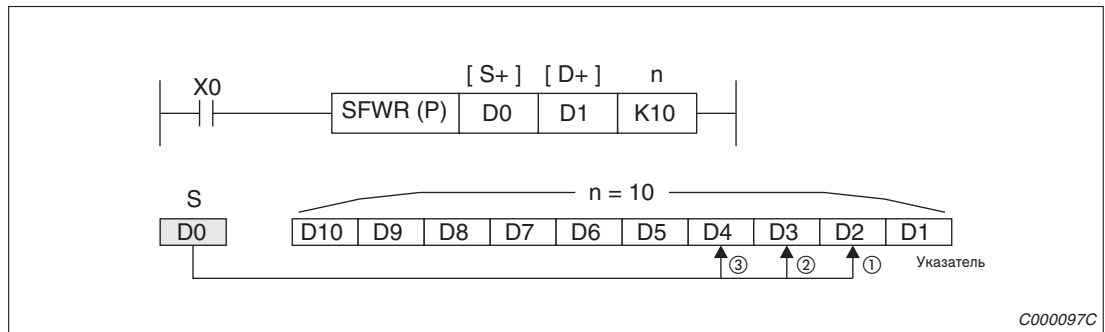 [ S+ ] [ D+ ] n
X0
SFWR (P) D0 D1 K10
S
n = 10
D0 D10 D9 D8 D7 D6 D5 D4 D3 D2 D1
③ ② ① Указатель
C000097C